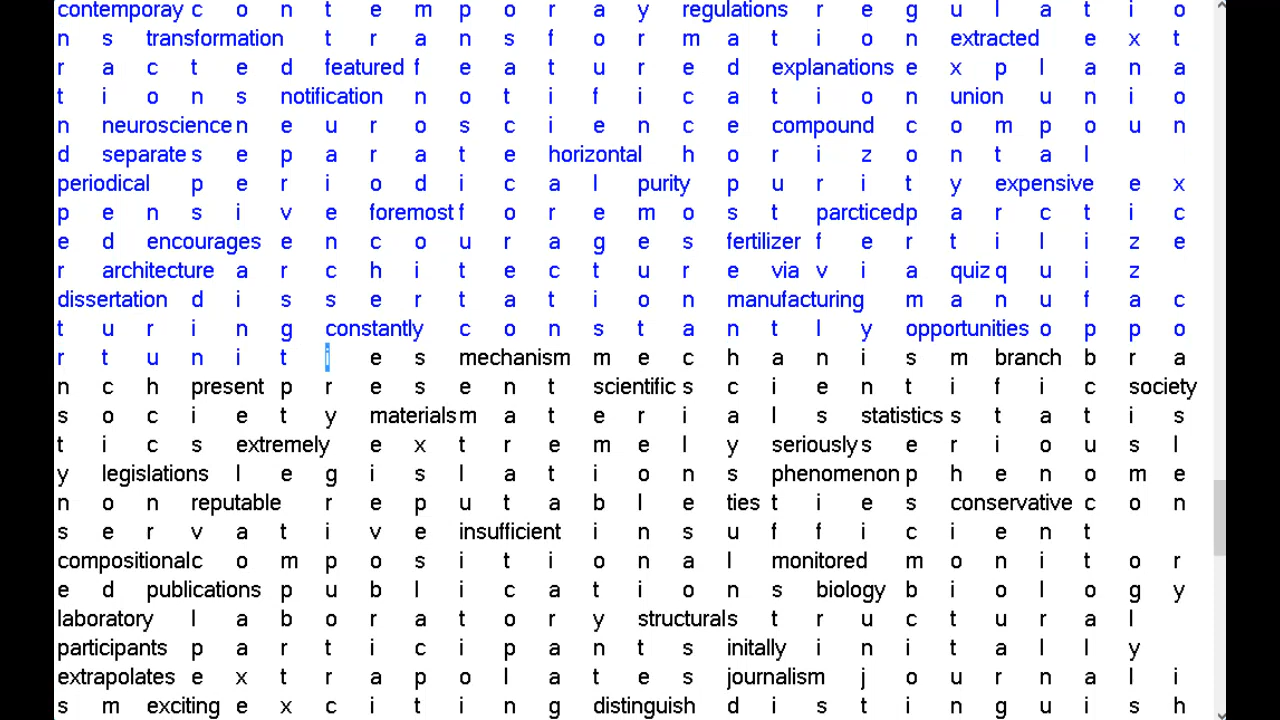 contemporay c o n t e m p o r a y regulations r e g u l a t i o
n s transformation t r a n s f o r m a t i o n extracted e x t
r a c t e d featured f e a t u r e d explanations e x p l a n a
t i o n s notification n o t i f i c a t i o n union u n i o
n neuroscience n e u r o s c i e n c e compound c o m p o u n
d separate s e p a r a t e horizontal h o r i z o n t a l
periodical p e r i o d i c a l purity p u r i t y expensive e x
p e n s i v e foremost f o r e m o s t parcticed p a r c t i c
e d encourages e n c o u r a g e s fertilizer f e r t i l i z e
r architecture a r c h i t e c t u r e via v i a quiz q u i z
dissertation d i s s e r t a t i o n manufacturing m a n u f a c
t u r i n g constantly c o n s t a n t l y opportunities o p p o
r t u n i t i e s mechanism m e c h a n i s m branch b r a
n c h present p r e s e n t scientific s c i e n t i f i c society
s o c i e t y materials m a t e r i a l s statistics s t a t i s
t i c s extremely e x t r e m e l y seriously s e r i o u s l
y legislations l e g i s l a t i o n s phenomenon p h e n o m e
n o n reputable r e p u t a b l e ties t i e s conservative c o n
s e r v a t i v e insufficient i n s u f f i c i e n t
compositional c o m p o s i t i o n a l monitored m o n i t o r
e d publications p u b l i c a t i o n s biology b i o l o g y
laboratory l a b o r a t o r y structural s t r u c t u r a l
participants p a r t i c i p a n t s initally i n i t a l l y
extrapolates e x t r a p o l a t e s journalism j o u r n a l i
s m exciting e x c i t i n g distinguish d i s t i n g u i s h